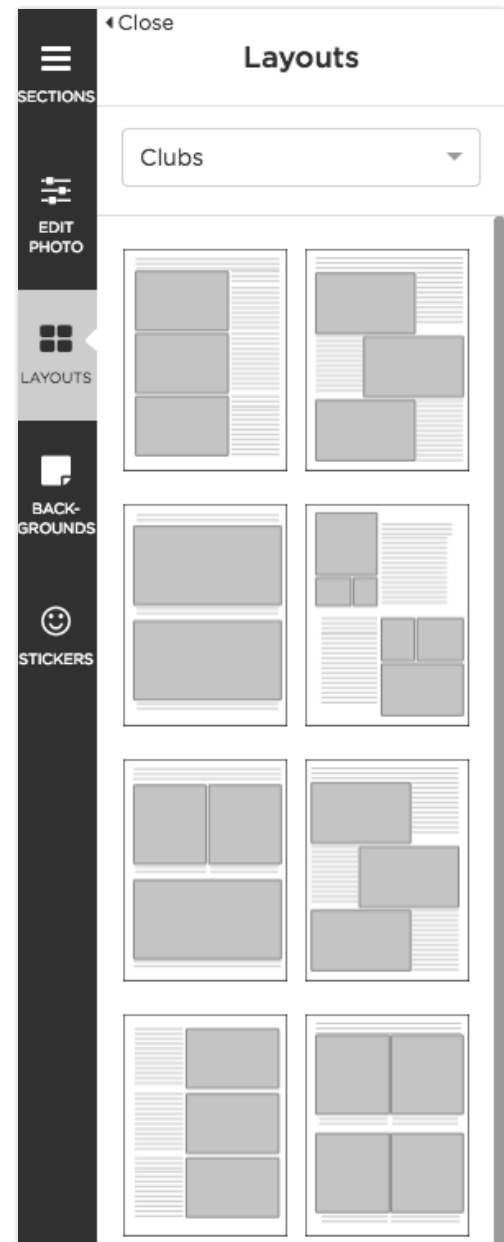 Close
Layouts
SECTIONS
Clubs
EDIT
PHOTO
LAYOUTS
BACK-
GROUNDS
STICKERS